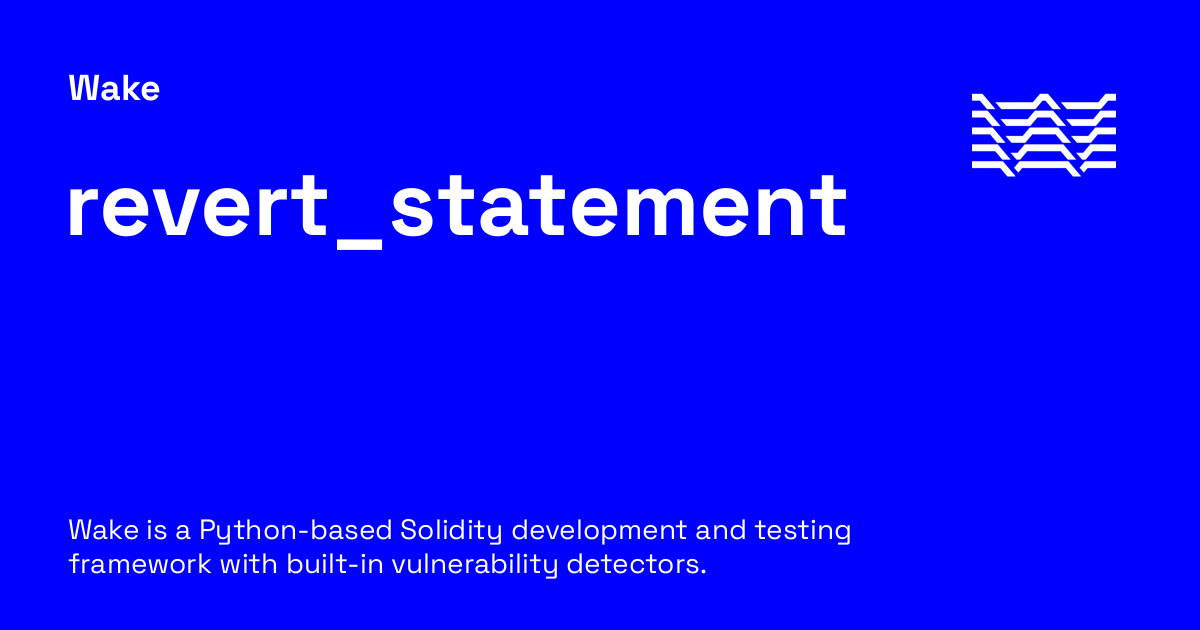 Wake
revert_statement
Wake is a Python-based Solidity development and testing
framework with built-in vulnerability detectors.